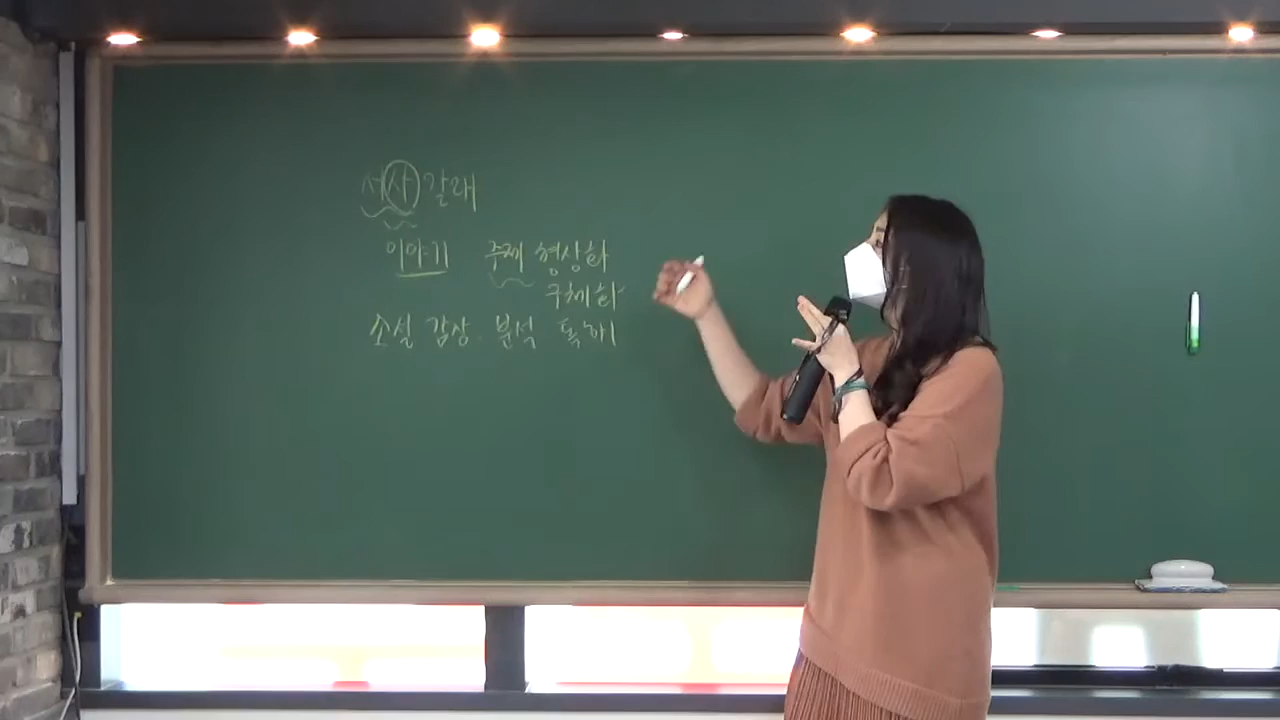 서사 갈래
이야기 주제 형상화
구체화
소설 감상. 분석 독해